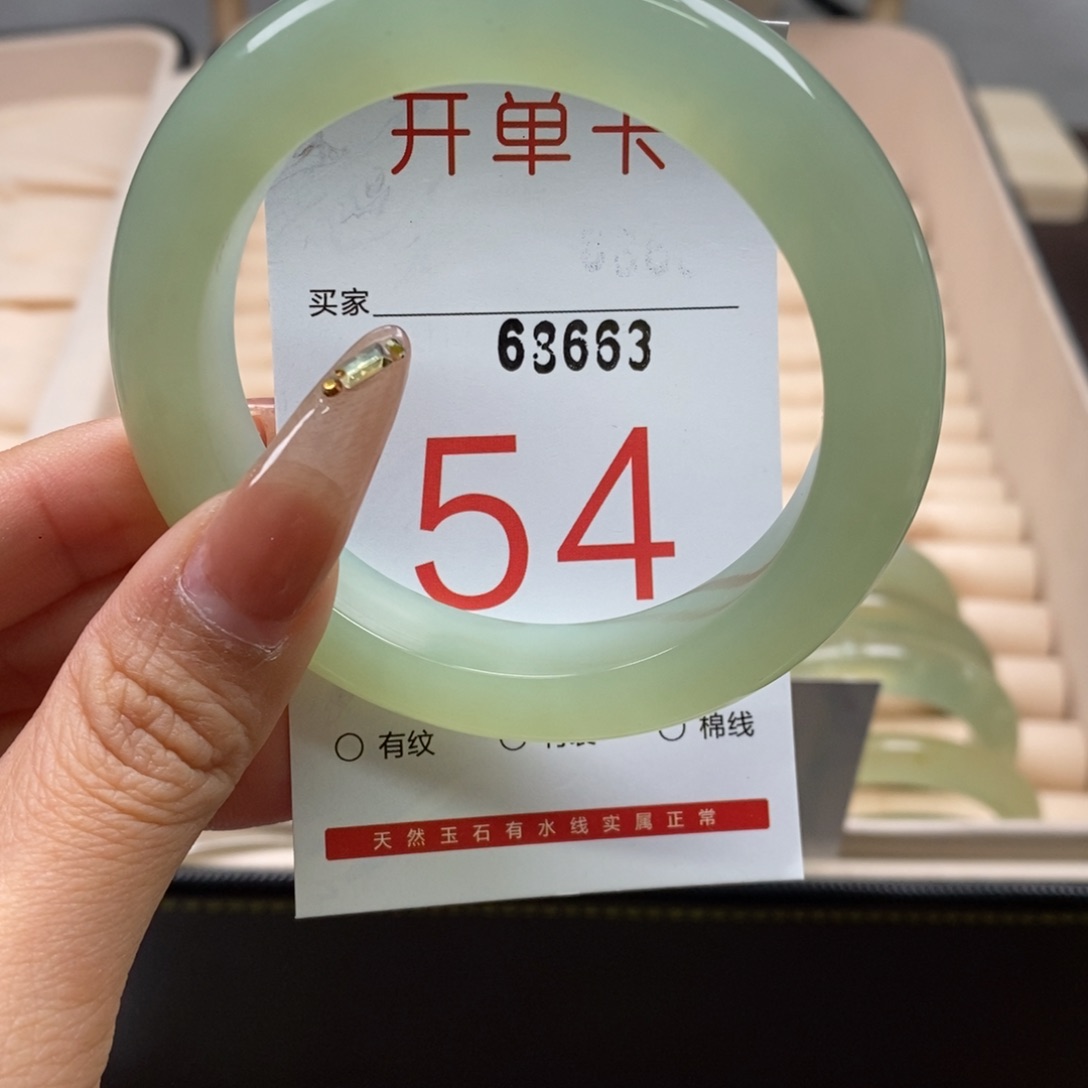 开单卡
买家
63663
54
有纹
棉线
天然玉石有水线实属正常